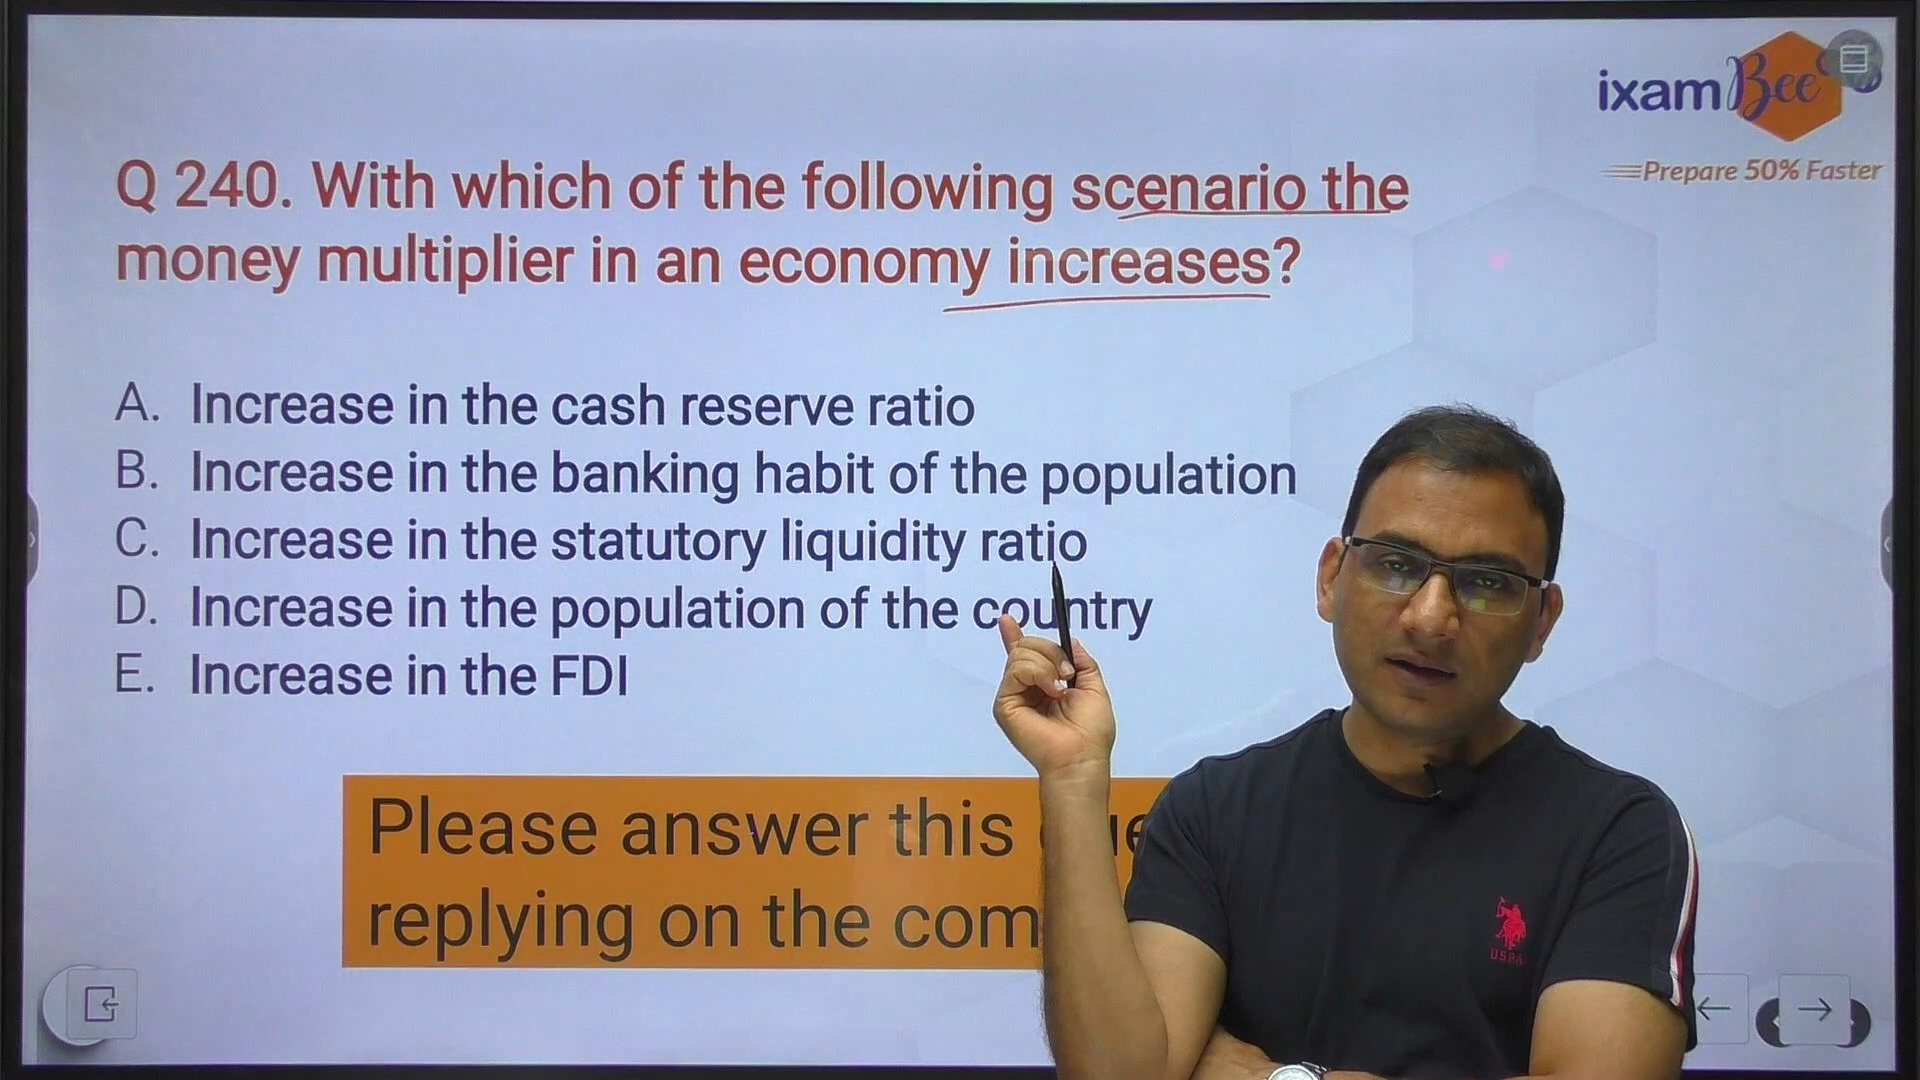 ixamBee
Prepare 50% Faster
Q 240. With which of the following scenario the
money multiplier in an economy increases?
A. Increase in the cash reserve ratio
B. Increase in the banking habit of the population
C. Increase in the statutory liquidity ratio
D. Increase in the population of the country
E. Increase in the FDI
Please answer this
replying on the
USPA